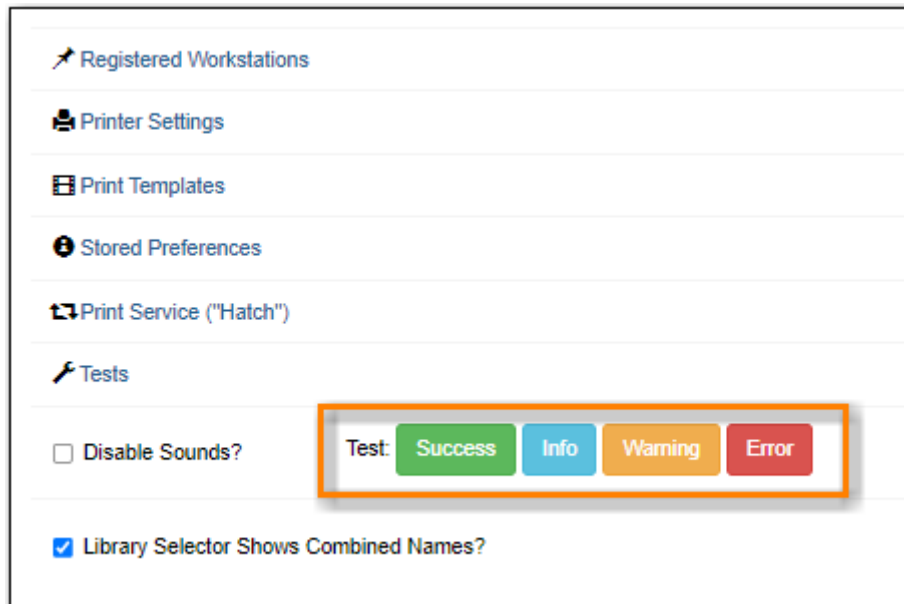 Registered Workstations
Printer Settings
Print Templates
Stored Preferences
Print Service ("Hatch")
Tests
Disable Sounds? Test: Success Info Warning Error
Library Selector Shows Combined Names?